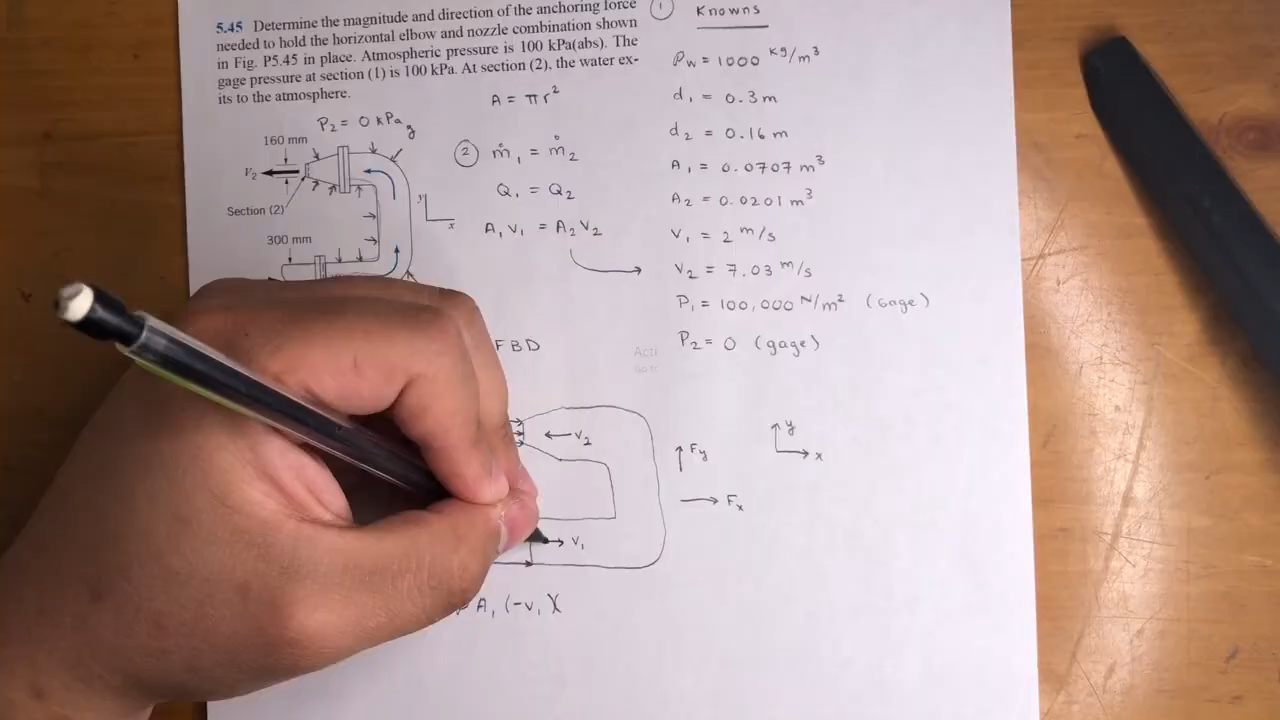 5.45 Determine the magnitude and direction of the anchoring force
needed to hold the horizontal elbow and nozzle combination shown
in Fig. P5.45 in place. Atmospheric pressure is 100 kPa(abs). The
gage pressure at section (1) is 100 kPa. At section (2), the water ex-
its to the atmosphere.
A = πr²
P₂ = 0 kPa g
160 mm
V₂
Section (2)
300 mm
y
x
② ṁ₁ = ṁ₂
Q₁ = Q₂
A₁V₁ = A₂V₂
① Knowns
ρw = 1000 kg/m³
d₁ = 0.3 m
d₂ = 0.16 m
A₁ = 0.0707 m³
A₂ = 0.0201 m³
V₁ = 2 m/s
V₂ = 7.03 m/s
P₁ = 100,000 N/m² (Gage)
P₂ = 0 (gage)
FBD
Acti
Go to
V₂
Fy
Fx
y
x
V₁
A₁ (-v₁)(